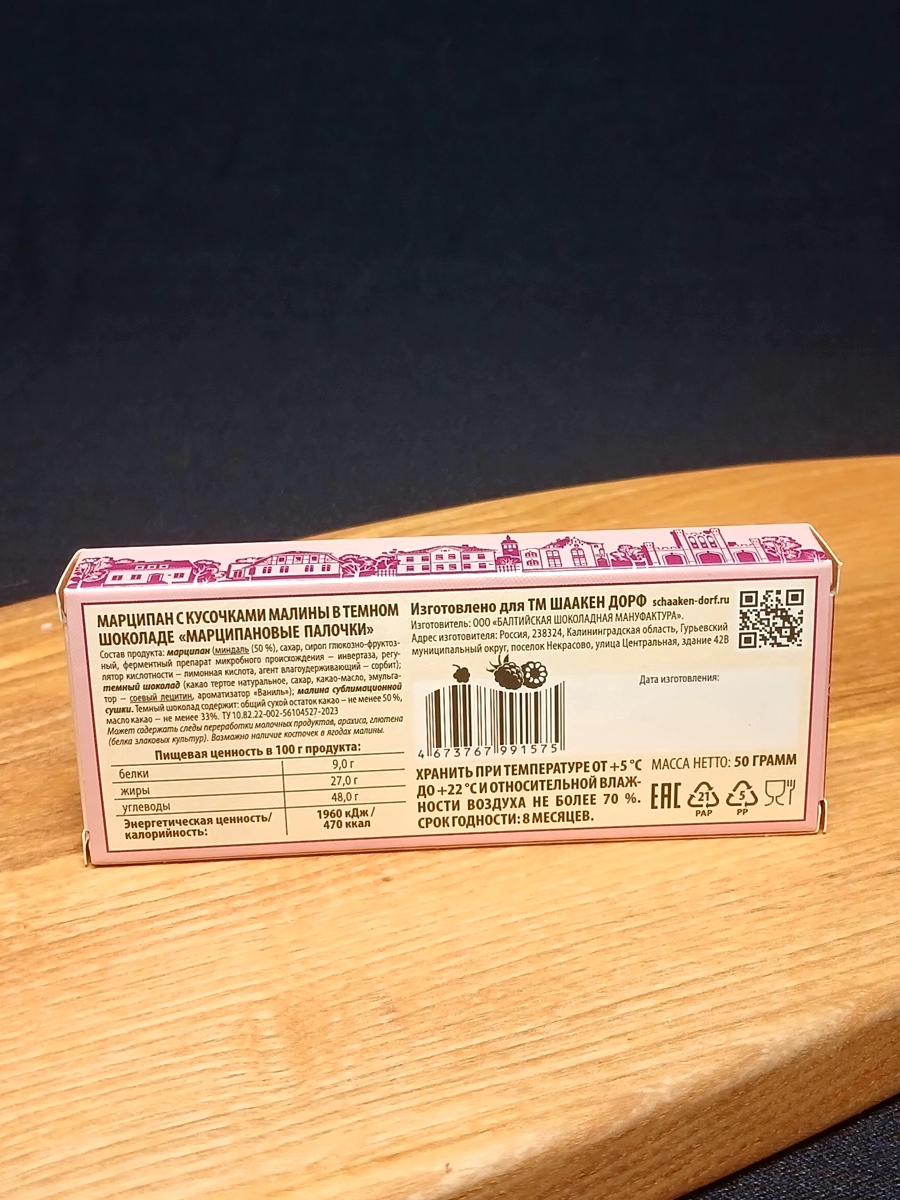 МАРЦИПАН С КУСОЧКАМИ МАЛИНЫ В ТЕМНОМ
ШОКОЛАДЕ «МАРЦИПАНОВЫЕ ПАЛОЧКИ»
Состав продукта: марципан (миндаль (50 %), сахар, сироп глюкозно-фруктоз-
ный, ферментный препарат микробного происхождения – инвертаза, регу-
лятор кислотности – лимонная кислота, агент влагоудерживающий – сорбит);
темный шоколад (какао тертое натуральное, сахар, какао-масло, эмульга-
тор – соевый лецитин, ароматизатор «Ваниль»); малина сублимационной
сушки. Темный шоколад содержит: общий сухой остаток какао – не менее 50 %,
масло какао – не менее 33%. ТУ 10.82.22-002-56104527-2023
Может содержать следы переработки молочных продуктов, арахиса, глютена
(белка злаковых культур). Возможно наличие косточек в ягодах малины.
Пищевая ценность в 100 г продукта:
белки 9,0 г
жиры 27,0 г
углеводы 48,0 г
Энергетическая ценность/ 1960 кДж /
калорийность: 470 ккал
Изготовлено для ТМ ШААКЕН ДОРФ schaaken-dorf.ru
Изготовитель: ООО «БАЛТИЙСКАЯ ШОКОЛАДНАЯ МАНУФАКТУРА».
Адрес изготовителя: Россия, 238324, Калининградская область, Гурьевский
муниципальный округ, поселок Некрасово, улица Центральная, здание 42В
Дата изготовления:
4 673767 991575
ХРАНИТЬ ПРИ ТЕМПЕРАТУРЕ ОТ +5 °С
ДО +22 °С И ОТНОСИТЕЛЬНОЙ ВЛАЖ-
НОСТИ ВОЗДУХА НЕ БОЛЕЕ 70 %.
СРОК ГОДНОСТИ: 8 МЕСЯЦЕВ.
МАССА НЕТТО: 50 ГРАММ
ЕАС 21 5
PAP PP